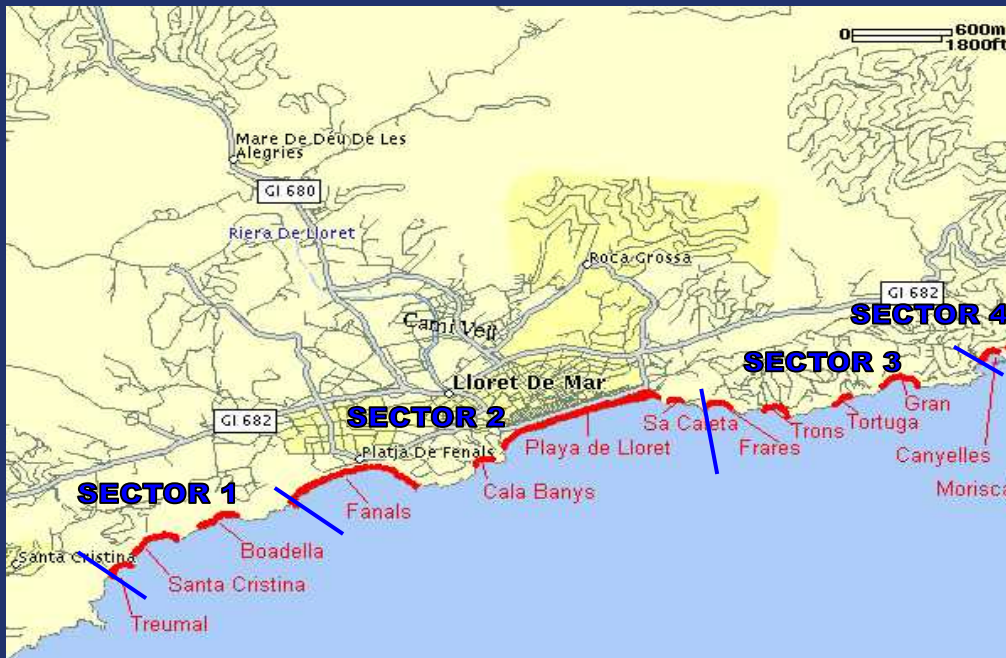 0 600m
1800ft
Mare De Déu De Les
Alegries
GI 680
Riera De Lloret
Roca Grossa
GI 682
SECTOR 4
Camí Vell
SECTOR 3
Lloret De Mar
SECTOR 2
Gran
GI 682
Sa Caleta
Tortuga
Trons
Playa de Lloret
Frares
Platja De Fenals
Canyelles
SECTOR 1
Cala Banys
Morisca
Fanals
Boadella
Santa Cristina
Santa Cristina
Treumal